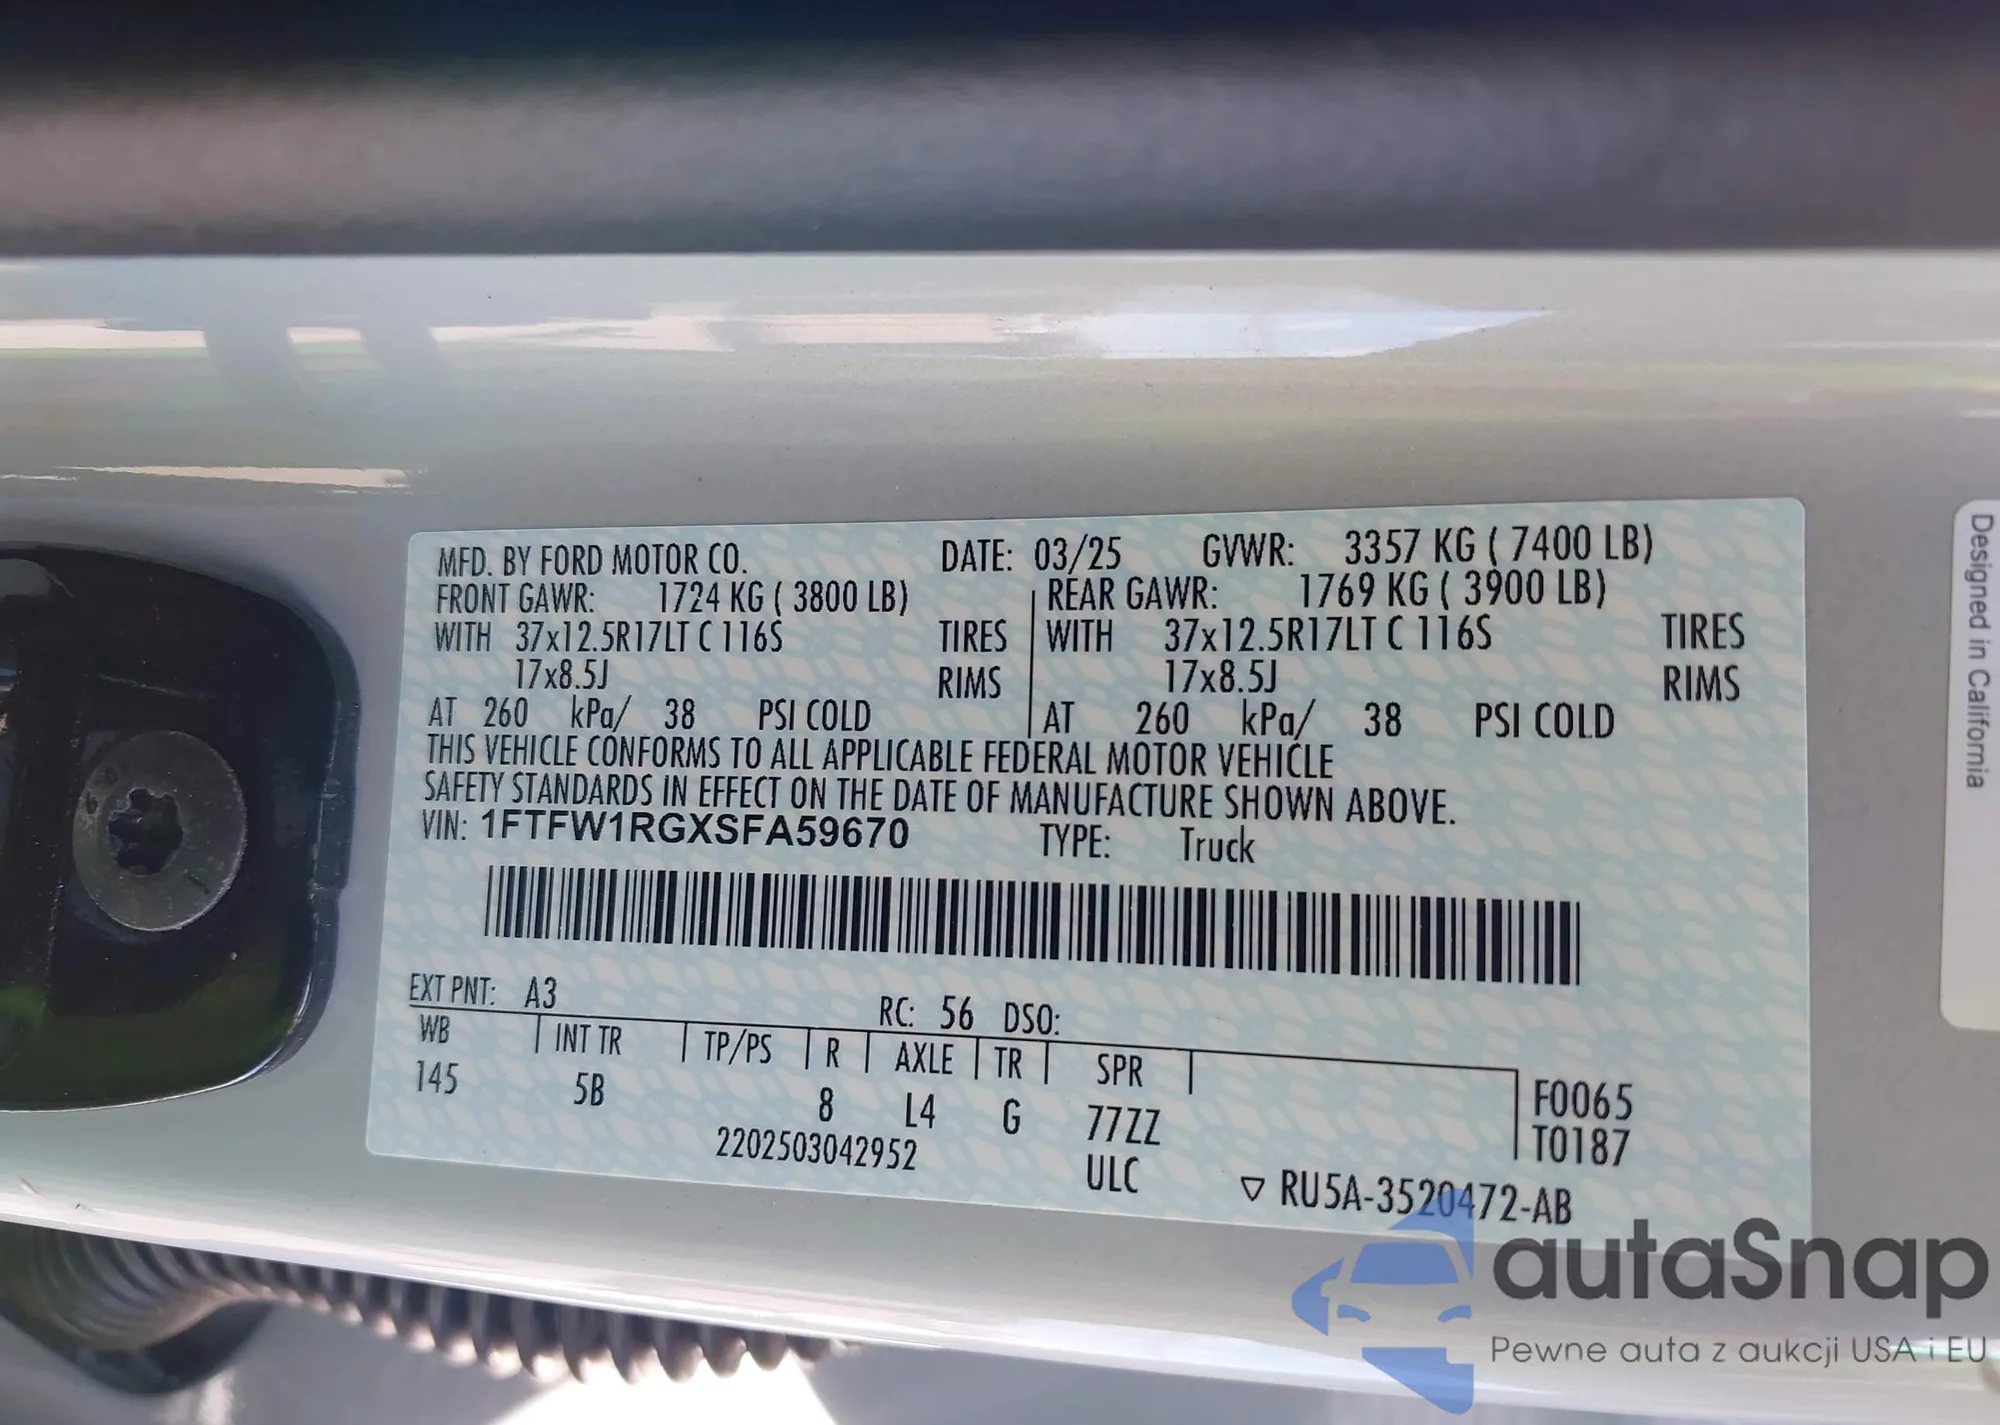 MFD. BY FORD MOTOR CO. DATE: 03/25 GVWR: 3357 KG ( 7400 LB)
FRONT GAWR: 1724 KG ( 3800 LB) REAR GAWR: 1769 KG ( 3900 LB)
WITH 37x12.5R17LT C 116S TIRES WITH 37x12.5R17LT C 116S TIRES
17x8.5J RIMS 17x8.5J RIMS
AT 260 kPa/ 38 PSI COLD AT 260 kPa/ 38 PSI COLD
THIS VEHICLE CONFORMS TO ALL APPLICABLE FEDERAL MOTOR VEHICLE
SAFETY STANDARDS IN EFFECT ON THE DATE OF MANUFACTURE SHOWN ABOVE.
VIN: 1FTFW1RGXSFA59670 TYPE: Truck
EXT PNT: A3 RC: 56 DSO:
WB INT TR TP/PS R AXLE TR SPR
145 5B 8 L4 G 77ZZ
F0065
T0187
2202503042952 ULC
▽ RU5A-3520472-AB
Designed in California
autaSnap
Pewne auta z aukcji USA i EU